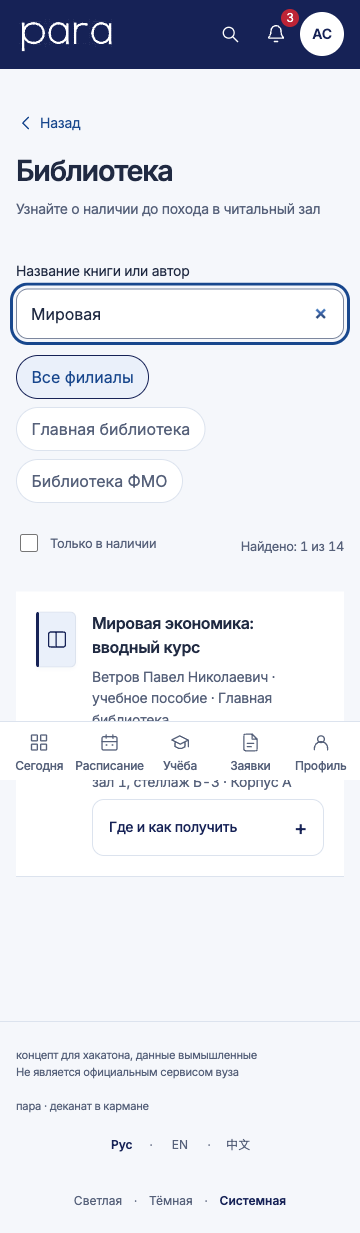 para
3
АС
Назад
Библиотека
Узнайте о наличии до похода в читальный зал
Название книги или автор
Мировая
Все филиалы
Главная библиотека
Библиотека ФМО
Только в наличии
Найдено: 1 из 14
Мировая экономика:
вводный курс
Ветров Павел Николаевич ·
учебное пособие · Главная
библиотека
Сегодня Расписание Учёба Заявки Профиль
зал 1, стеллаж Б-3 · Корпус А
Где и как получить
концепт для хакатона, данные вымышленные
Не является официальным сервисом вуза
пара · деканат в кармане
Рус · EN · 中文
Светлая · Тёмная · Системная